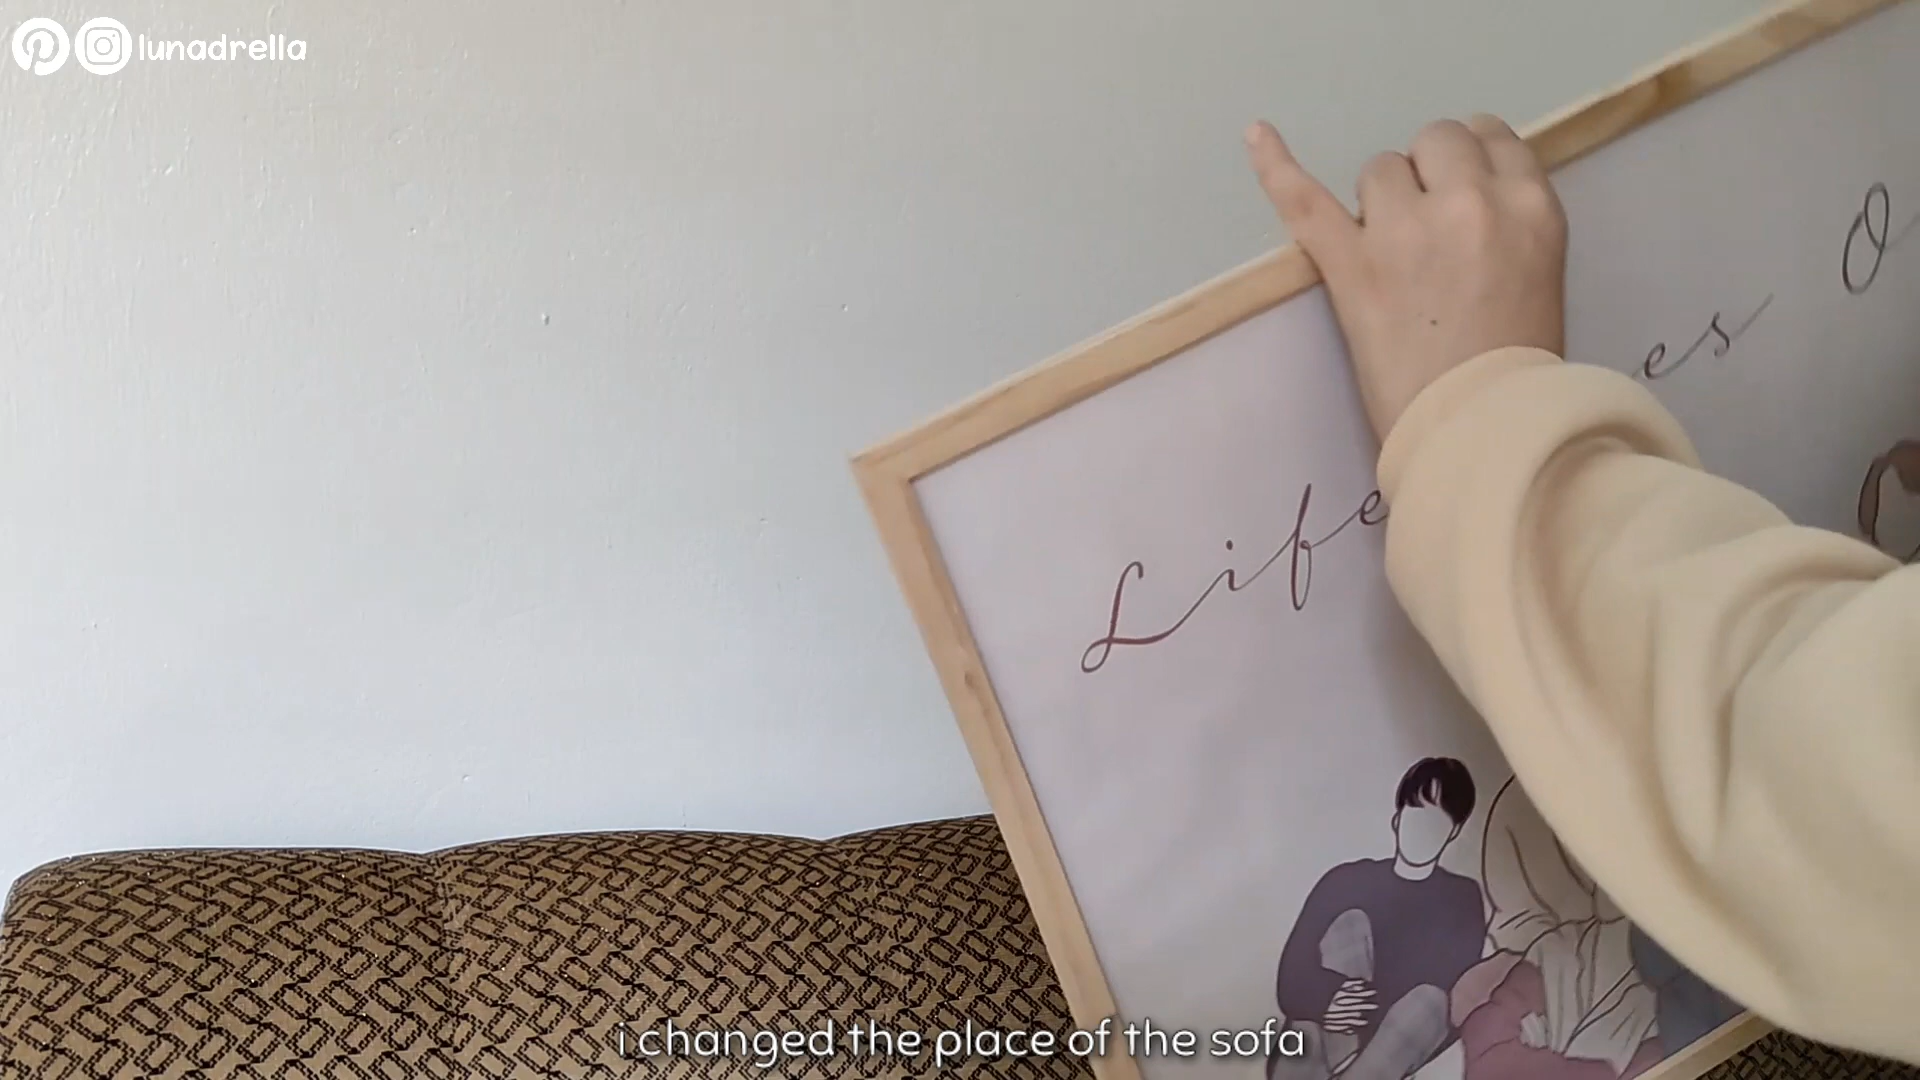 lunadrella
Life
es O
i changed the place of the sofa